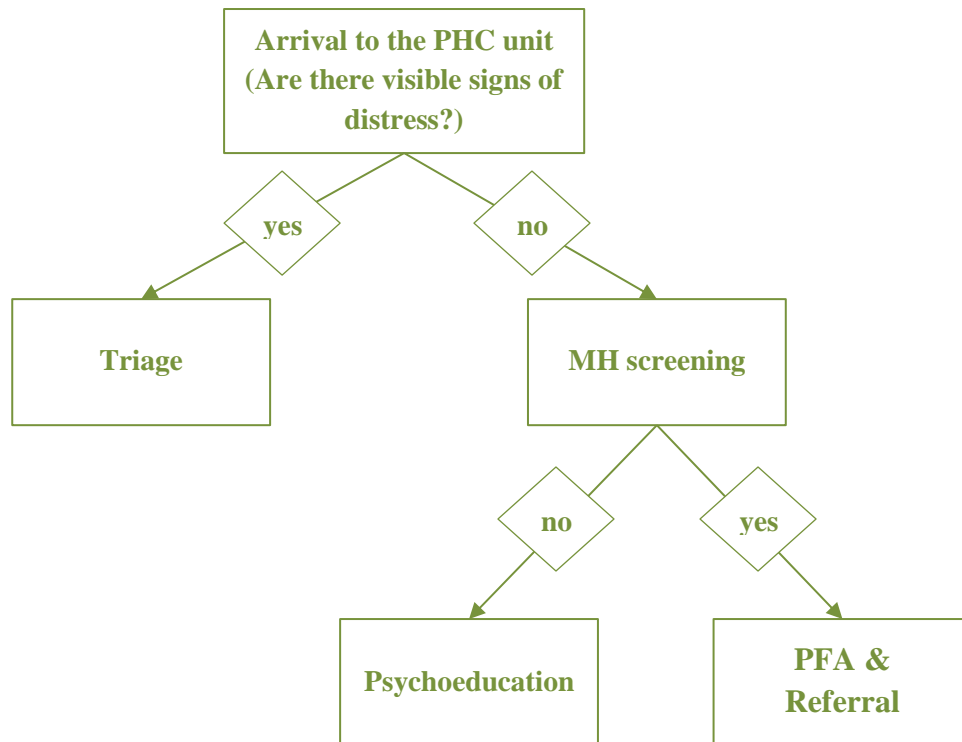 Arrival to the PHC unit
(Are there visible signs of
distress?)
yes
no
Triage
MH screening
no
yes
Psychoeducation
PFA &
Referral